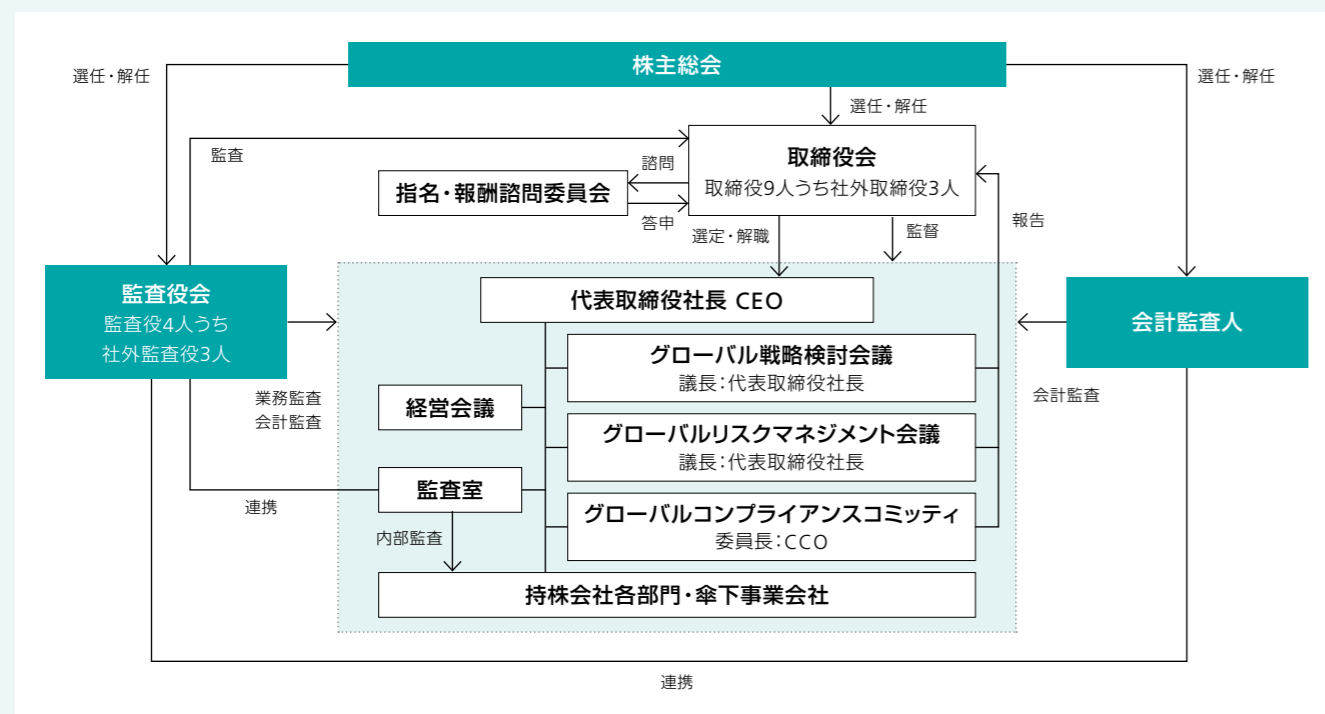 株主総会
選任・解任
選任・解任
選任・解任
監査
取締役会
取締役9人うち社外取締役3人
諮問
指名・報酬諮問委員会
答申
選定・解職
監督
報告
監査役会
監査役4人うち
社外監査役3人
代表取締役社長 CEO
会計監査人
グローバル戦略検討会議
議長:代表取締役社長
業務監査
会計監査
経営会議
会計監査
グローバルリスクマネジメント会議
議長:代表取締役社長
監査室
連携
グローバルコンプライアンスコミッティ
委員長:CCO
内部監査
持株会社各部門・傘下事業会社
連携